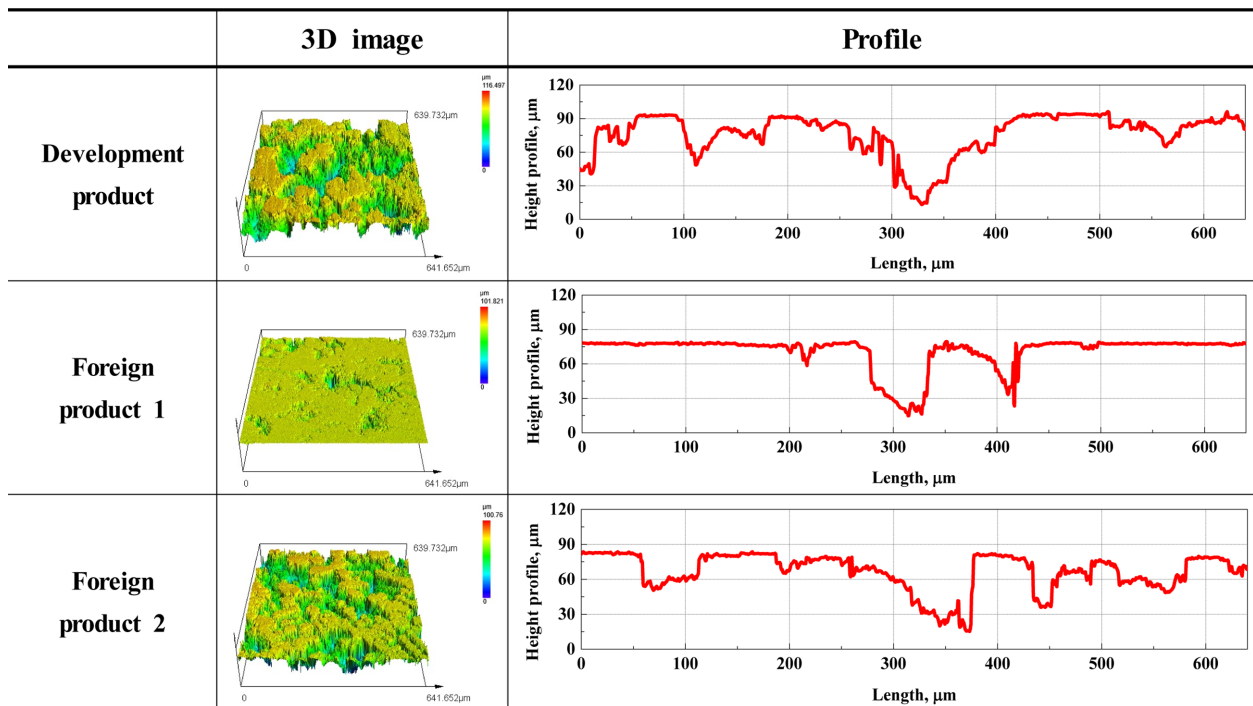 3D image
Profile
Development
product
μm
116.497
0
639.732μm
0
641.652μm
Height profile, μm
120
90
60
30
0
0 100 200 300 400 500 600
Length, μm
Foreign
product 1
μm
101.821
0
639.732μm
0
641.652μm
Height profile, μm
120
90
60
30
0
0 100 200 300 400 500 600
Length, μm
Foreign
product 2
μm
100.76
0
639.732μm
0
641.652μm
Height profile, μm
120
90
60
30
0
0 100 200 300 400 500 600
Length, μm